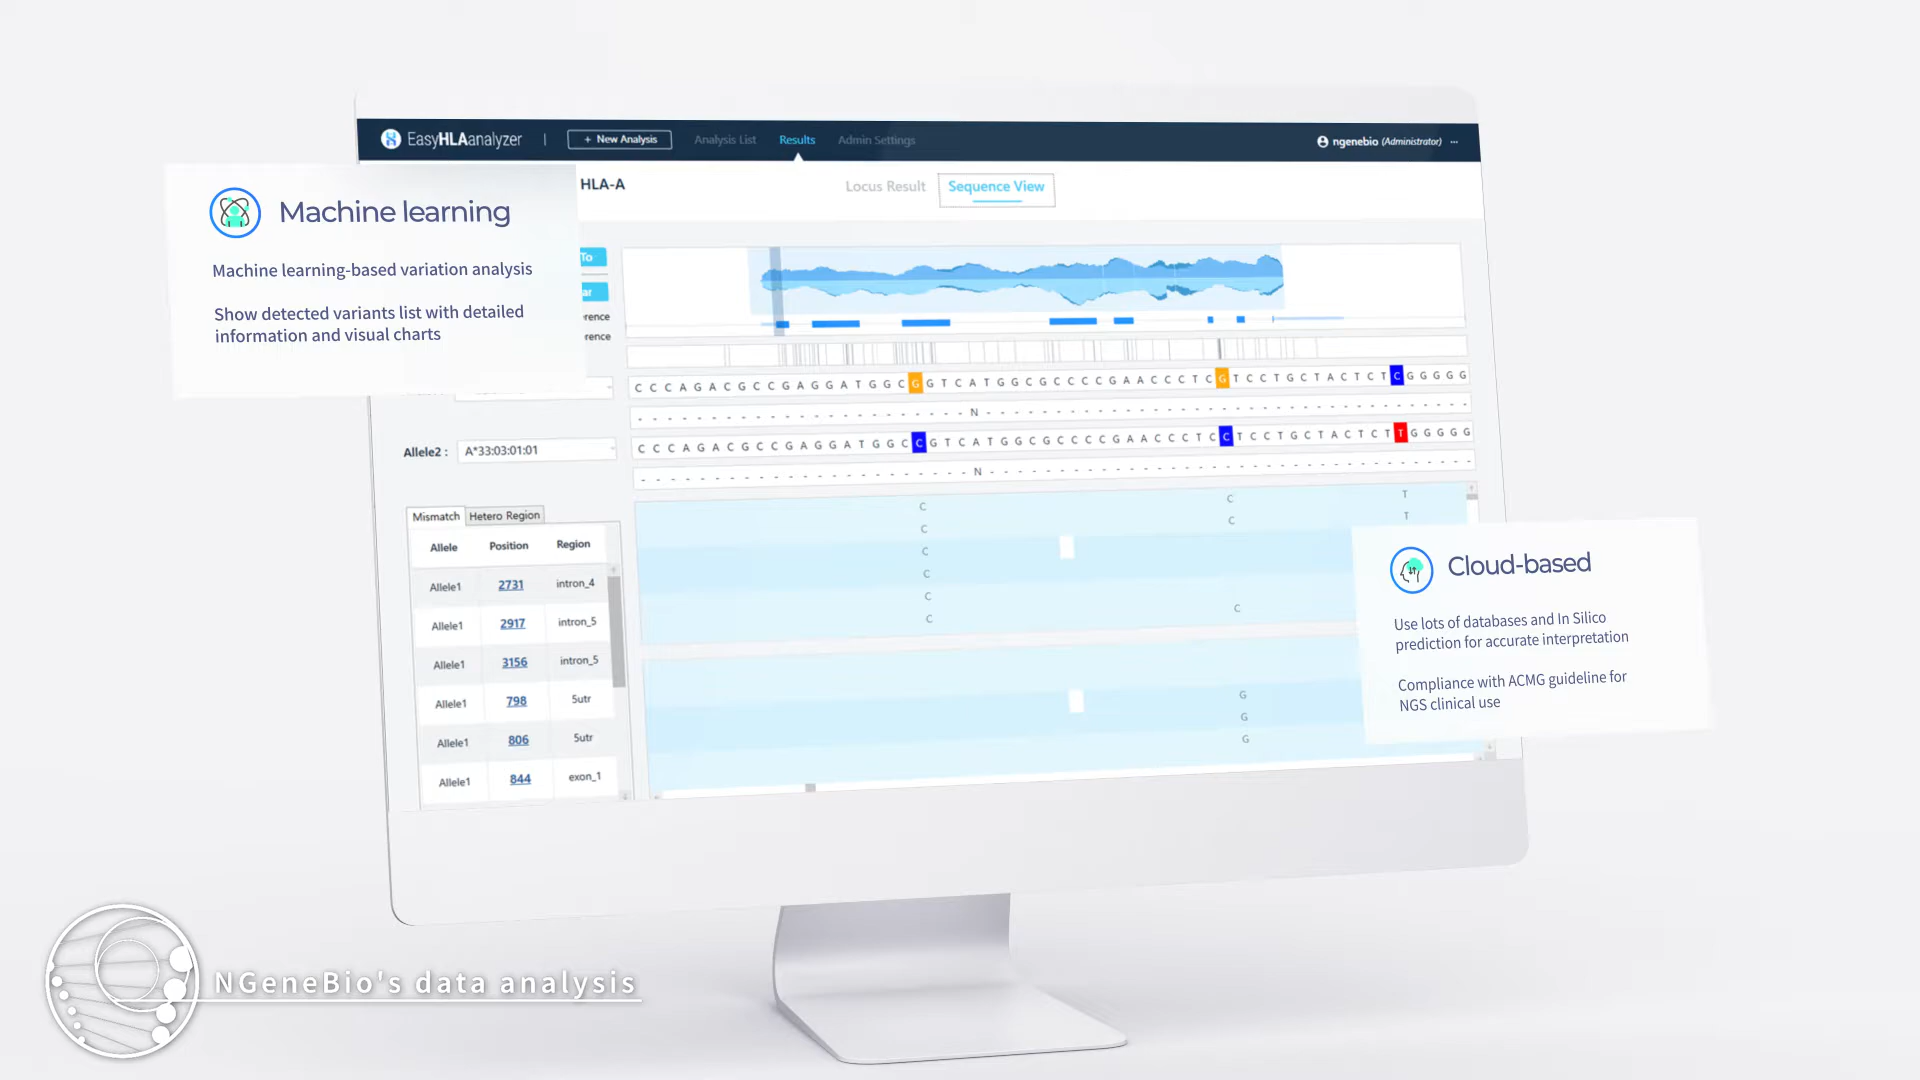 EasyHLAanalyzer | + New Analysis Analysis List Results Admin Settings ngenebio (Administrator) ...
HLA-A
Locus Result Sequence View
Machine learning
Machine learning-based variation analysis
Show detected variants list with detailed
information and visual charts
To
ar
rence
rence
C C C A G A C G C C G A G G A T G G C G G T C A T G G C G C C C C G A A C C C T C G T C C T G C T A C T C T C G G G G G
N
Allele2 : A*33:03:01:01
C C C A G A C G C C G A G G A T G G C C G T C A T G G C G C C C C G A A C C C T C C T C C T G C T A C T C T T G G G G G
N
Mismatch Hetero Region
Allele Position Region
Allele1 2731 intron_4
Allele1 2917 intron_5
Allele1 3156 intron_5
Allele1 798 5utr
Allele1 806 5utr
Allele1 844 exon_1
C C T
C C T
C
C
C C
C
G
G
G
Cloud-based
Use lots of databases and In Silico
prediction for accurate interpretation
Compliance with ACMG guideline for
NGS clinical use
NGeneBio's data analysis